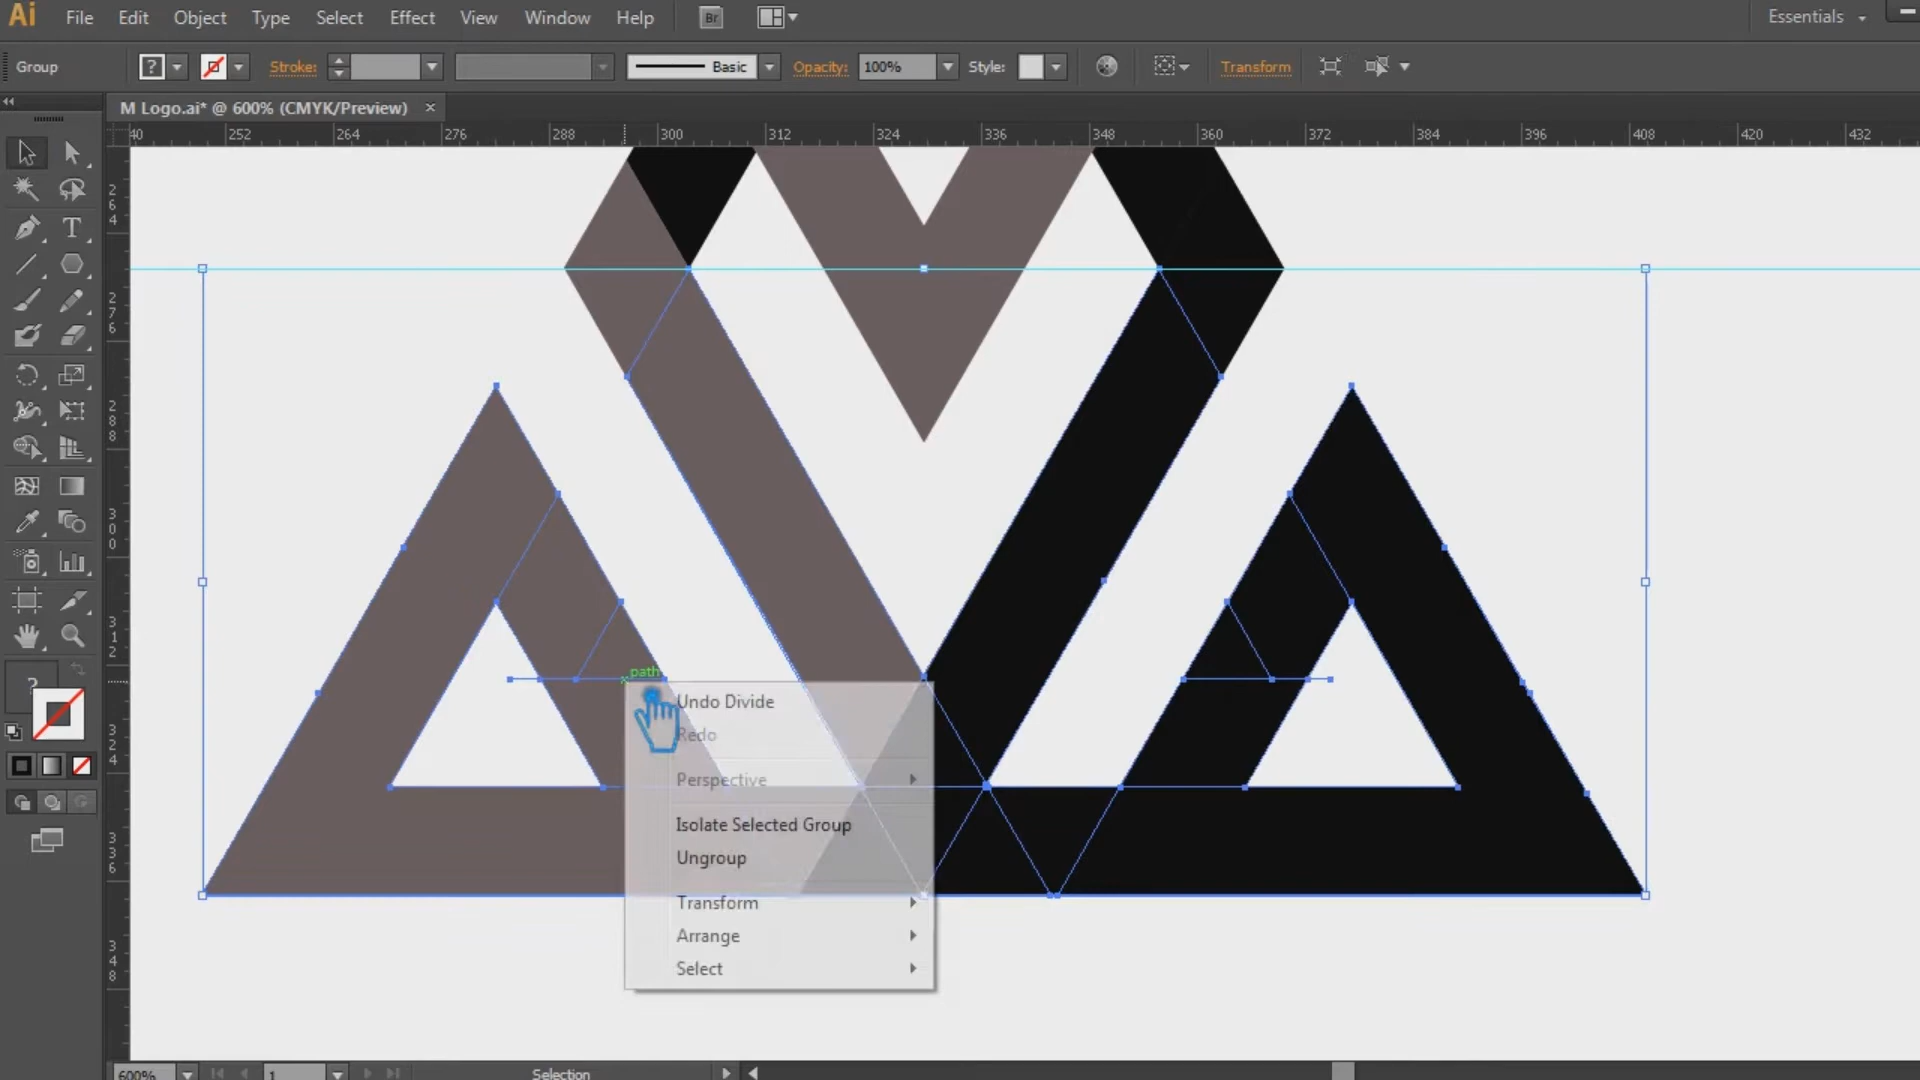 Ai File Edit Object Type Select Effect View Window Help Br Essentials
Group ? Stroke: Basic Opacity: 100% Style: Transform
M Logo.ai* @ 600% (CMYK/Preview) ×
40 252 264 276 288 300 312 324 336 348 360 372 384 396 408 420 432
264
276
288
300
312
324
336
348
T
?
path
Undo Divide
Redo
Perspective
Isolate Selected Group
Ungroup
Transform
Arrange
Select
600% 1 Selection